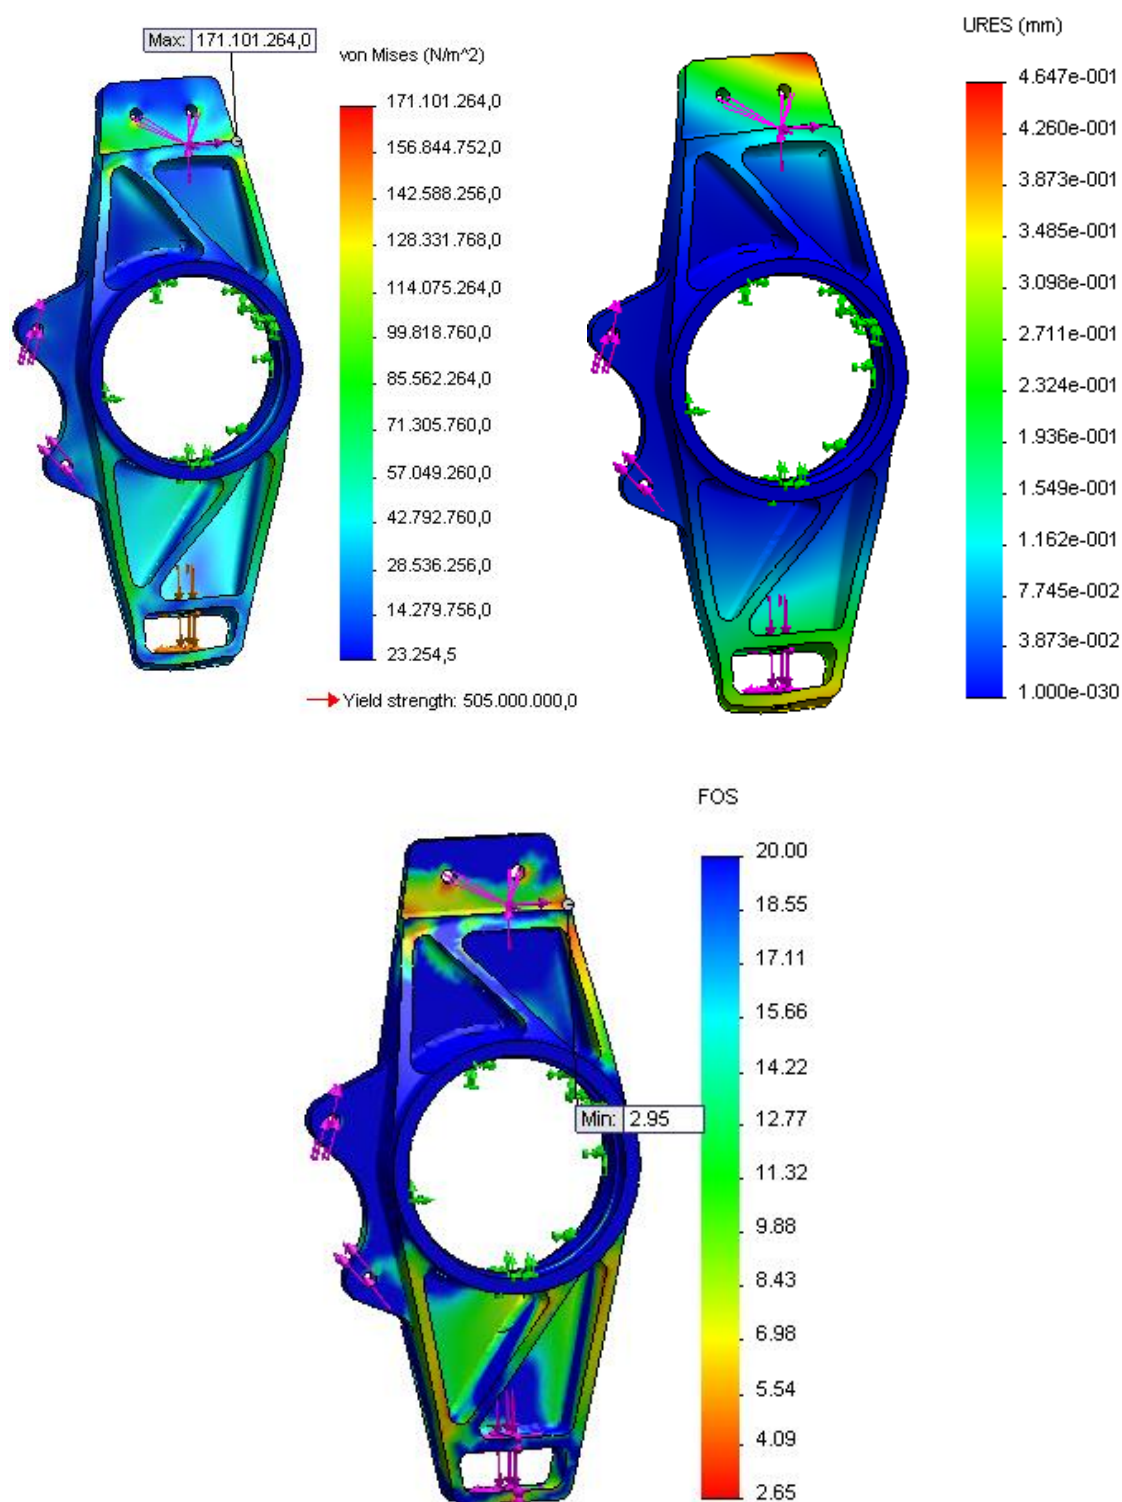 Max: 171.101.264,0
von Mises (N/m^2)
171.101.264,0
156.844.752,0
142.588.256,0
128.331.768,0
114.075.264,0
99.818.760,0
85.562.264,0
71.305.760,0
57.049.260,0
42.792.760,0
28.536.256,0
14.279.756,0
23.254,5
Yield strength: 505.000.000,0
URES (mm)
4.647e-001
4.260e-001
3.873e-001
3.485e-001
3.098e-001
2.711e-001
2.324e-001
1.936e-001
1.549e-001
1.162e-001
7.745e-002
3.873e-002
1.000e-030
FOS
20.00
18.55
17.11
15.66
14.22
12.77
11.32
9.88
8.43
6.98
5.54
4.09
2.65
Min: 2.95